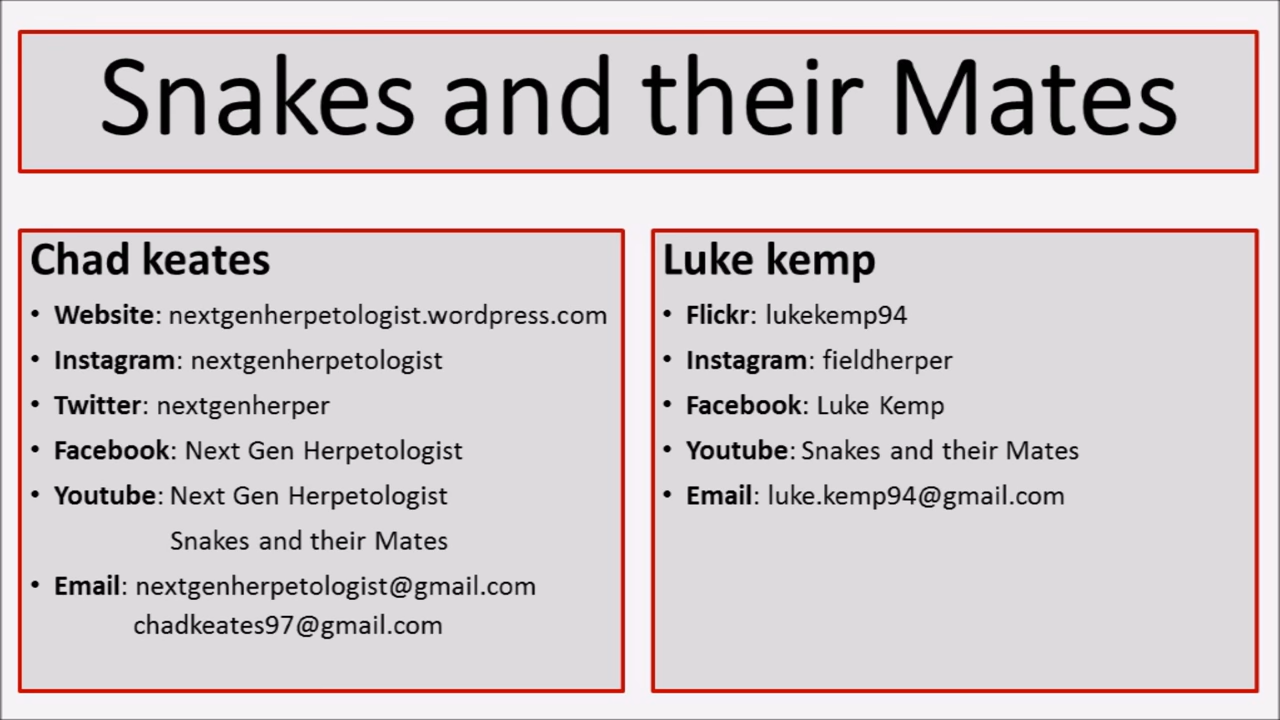 Snakes and their Mates
Chad keates
• Website: nextgenherpetologist.wordpress.com
• Instagram: nextgenherpetologist
• Twitter: nextgenherper
• Facebook: Next Gen Herpetologist
• Youtube: Next Gen Herpetologist
Snakes and their Mates
• Email: nextgenherpetologist@gmail.com
chadkeates97@gmail.com
Luke kemp
• Flickr: lukekemp94
• Instagram: fieldherper
• Facebook: Luke Kemp
• Youtube: Snakes and their Mates
• Email: luke.kemp94@gmail.com